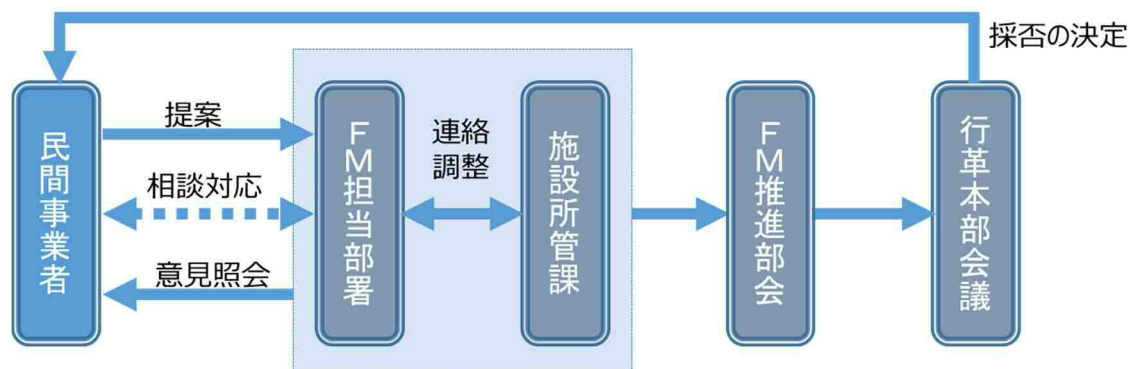 採否の決定
民間事業者
提案
相談対応
意見照会
FM担当部署
連絡
調整
施設所管課
FM推進部会
行革本部会議